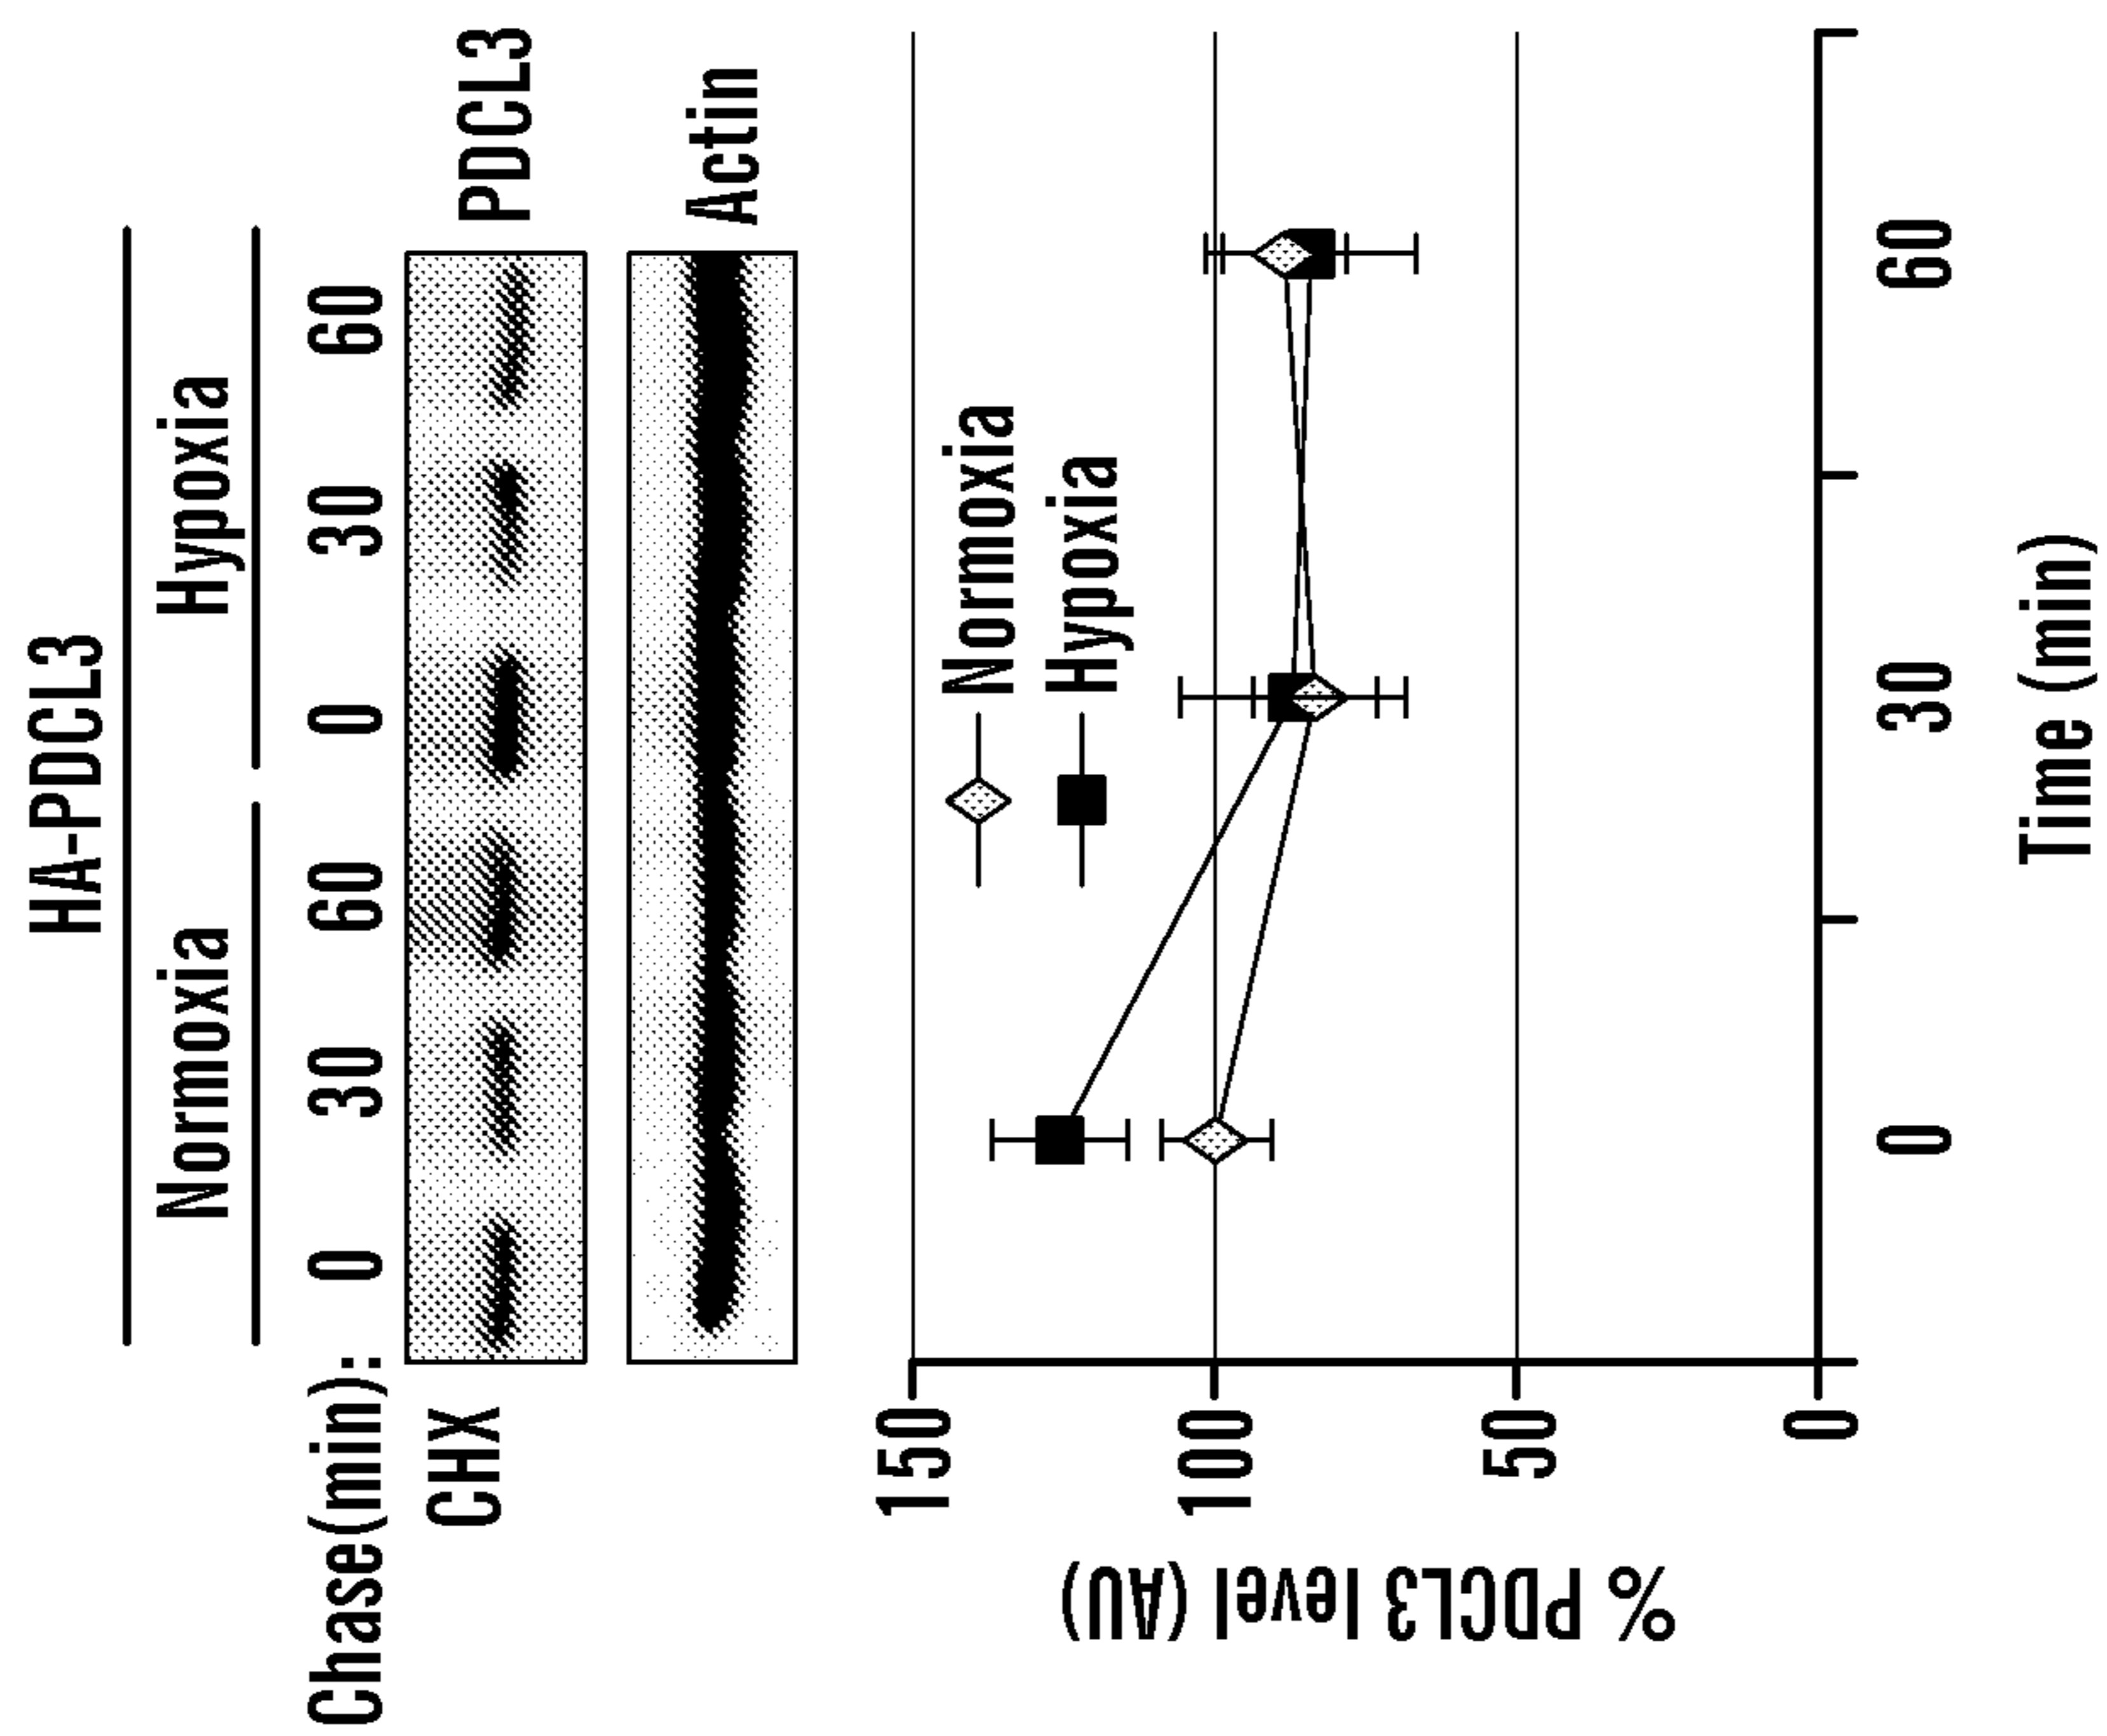 HA-PDCL3
Normoxia Hypoxia
Chase(min): 0 30 60 0 30 60
CHX PDCL3
Actin
Normoxia
Hypoxia
150
100
50
0
% PDCL3 level (AU)
0 30 60
Time (min)